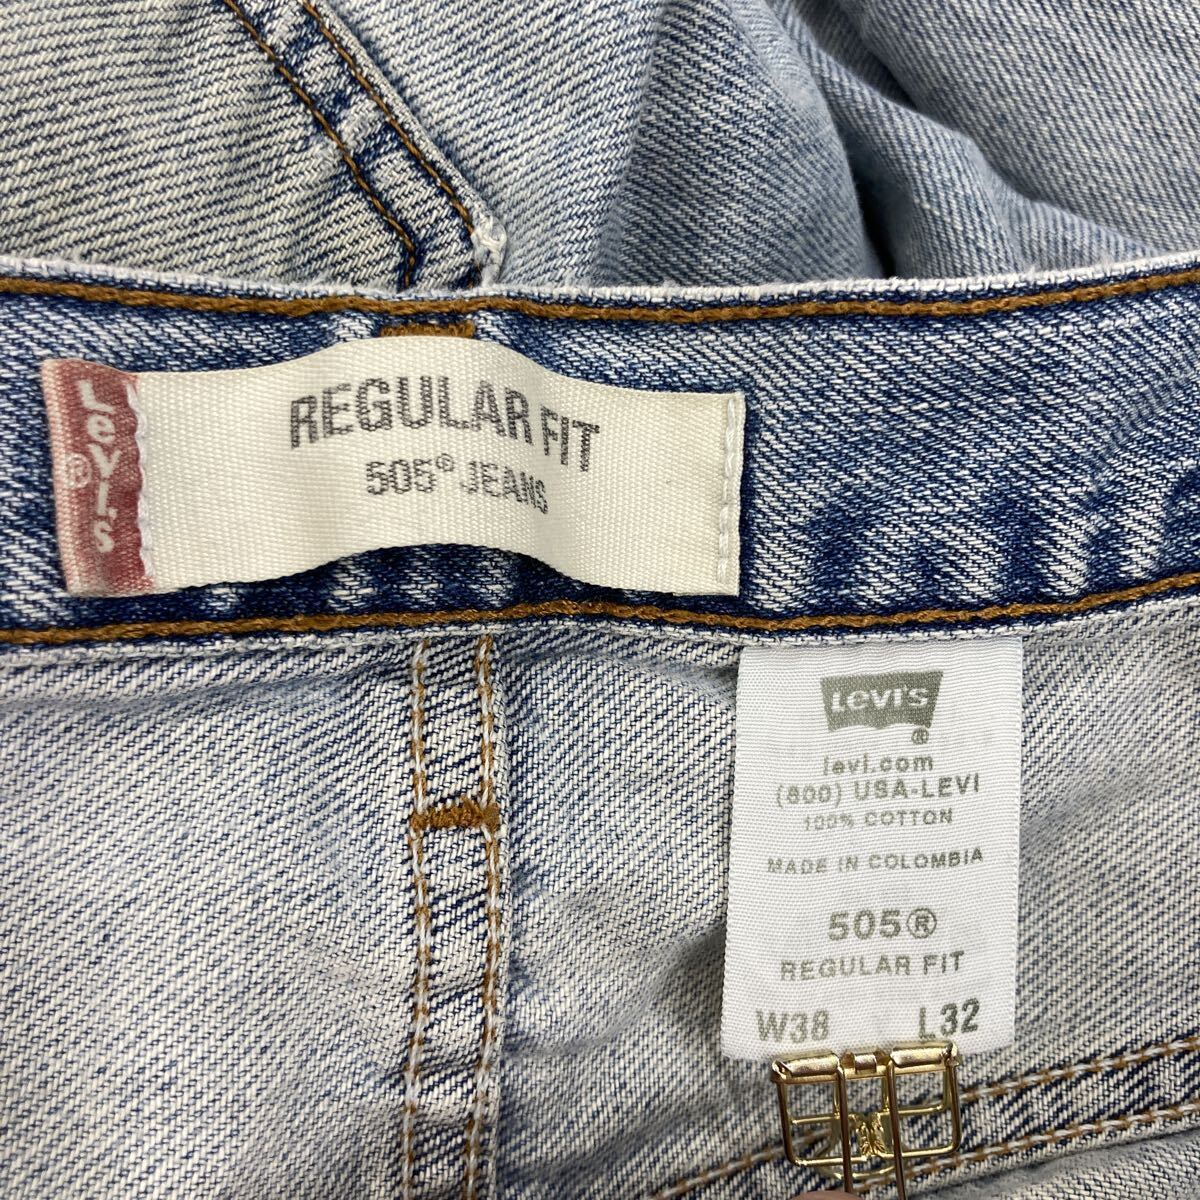 Levi's®
REGULAR FIT
505® JEANS
LEVI'S
®
levi.com
(800) USA-LEVI
100% COTTON
MADE IN COLOMBIA
505®
REGULAR FIT
W38 L32